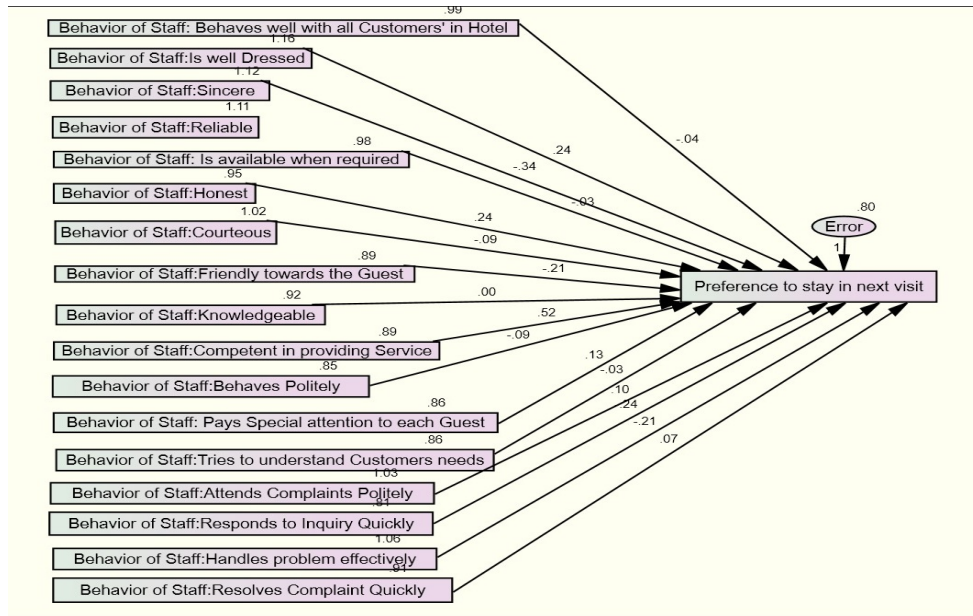 .99
Behavior of Staff: Behaves well with all Customers' in Hotel
1.16
Behavior of Staff:Is well Dressed
1.12
Behavior of Staff:Sincere
1.11
Behavior of Staff:Reliable
.98
Behavior of Staff: Is available when required
.95
Behavior of Staff:Honest
1.02
Behavior of Staff:Courteous
.89
Behavior of Staff:Friendly towards the Guest
.92
Behavior of Staff:Knowledgeable
.89
Behavior of Staff:Competent in providing Service
.85
Behavior of Staff:Behaves Politely
.86
Behavior of Staff: Pays Special attention to each Guest
.86
Behavior of Staff:Tries to understand Customers needs
1.03
Behavior of Staff:Attends Complaints Politely
.81
Behavior of Staff:Responds to Inquiry Quickly
1.06
Behavior of Staff:Handles problem effectively
.91
Behavior of Staff:Resolves Complaint Quickly
-.04
.24
-.34
-.03
.24
-.09
-.21
.00
.52
-.09
.13
-.03
.10
.24
-.21
.07
.80
Error
1
Preference to stay in next visit